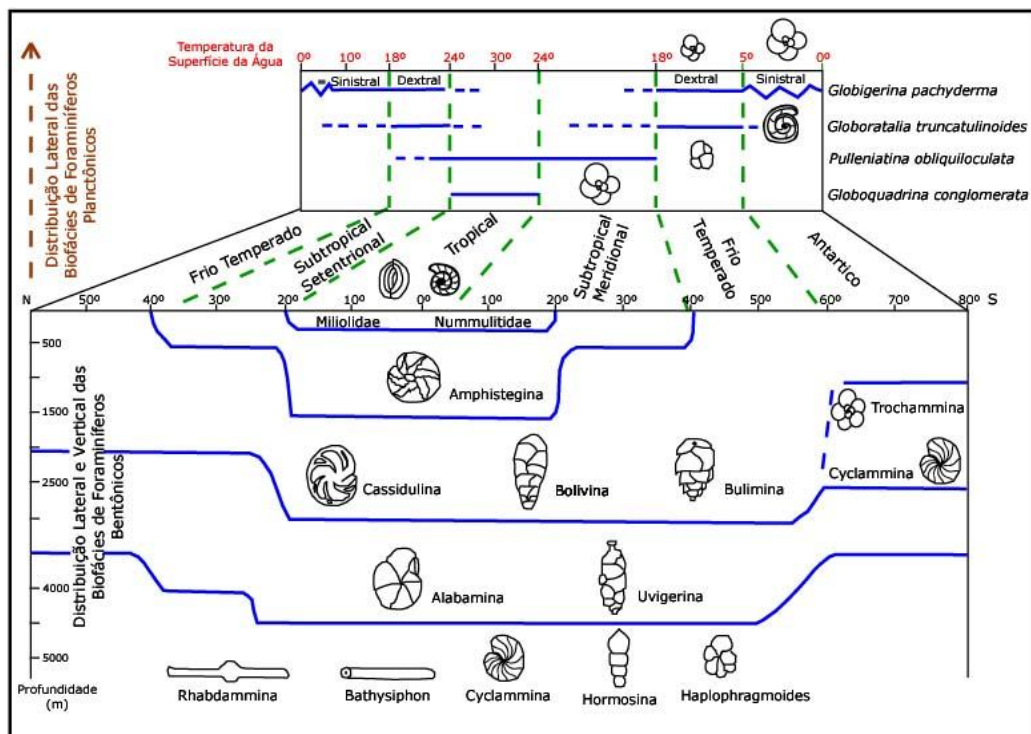 Temperatura da
Superfície da Água
0º 10º 18º 24º 30º 24º 18º 5º 0º
Sinistral Dextral Dextral Sinistral
Globigerina pachyderma
Globoratalia truncatulinoides
Pulleniatina obliquiloculata
Globoquadrina conglomerata
Distribuição Lateral das
Biofácies de Foraminíferos
Planctônicos
Frio Temperado
Subtropical
Setentrional
Tropical
Subtropical
Meridional
Frio
Temperado
Antartico
N 50º 40º 30º 20º 10º 0º 10º 20º 30º 40º 50º 60º 70º 80º S
Miliolidae Nummulitidae
500
1500
2500
4000
5000
Profundidade
(m)
Distribuição Lateral e Vertical das
Biofácies de Foraminíferos
Bentônicos
Amphistegina
Trochammina
Cassidulina Bolivina Bulimina Cyclammina
Alabamina Uvigerina
Rhabdammina Bathysiphon Cyclammina Hormosina Haplophragmoides